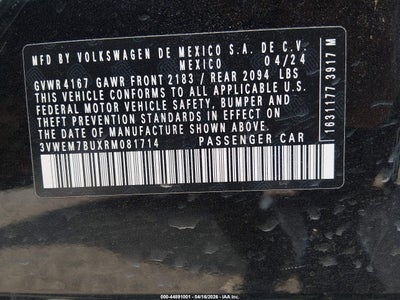 MFD BY VOLKSWAGEN DE MEXICO S.A. DE C.V.
MEXICO 04/24
GVWR 4167 GAWR FRONT 2183 / REAR 2094 LBS
THIS VEHICLE CONFORMS TO ALL APPLICABLE U.S.
FEDERAL MOTOR VEHICLE SAFETY, BUMPER AND
THEFT PREVENTION STANDARDS IN EFFECT ON
THE DATE OF MANUFACTURE SHOWN ABOVE.
3VWEM7BUXRM081714 PASSENGER CAR
1631177.3917 M
000-44891001 - 04/16/2026 - IAA Inc.